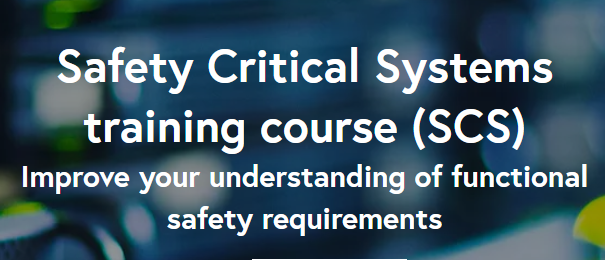 Safety Critical Systems
training course (SCS)
Improve your understanding of functional
safety requirements